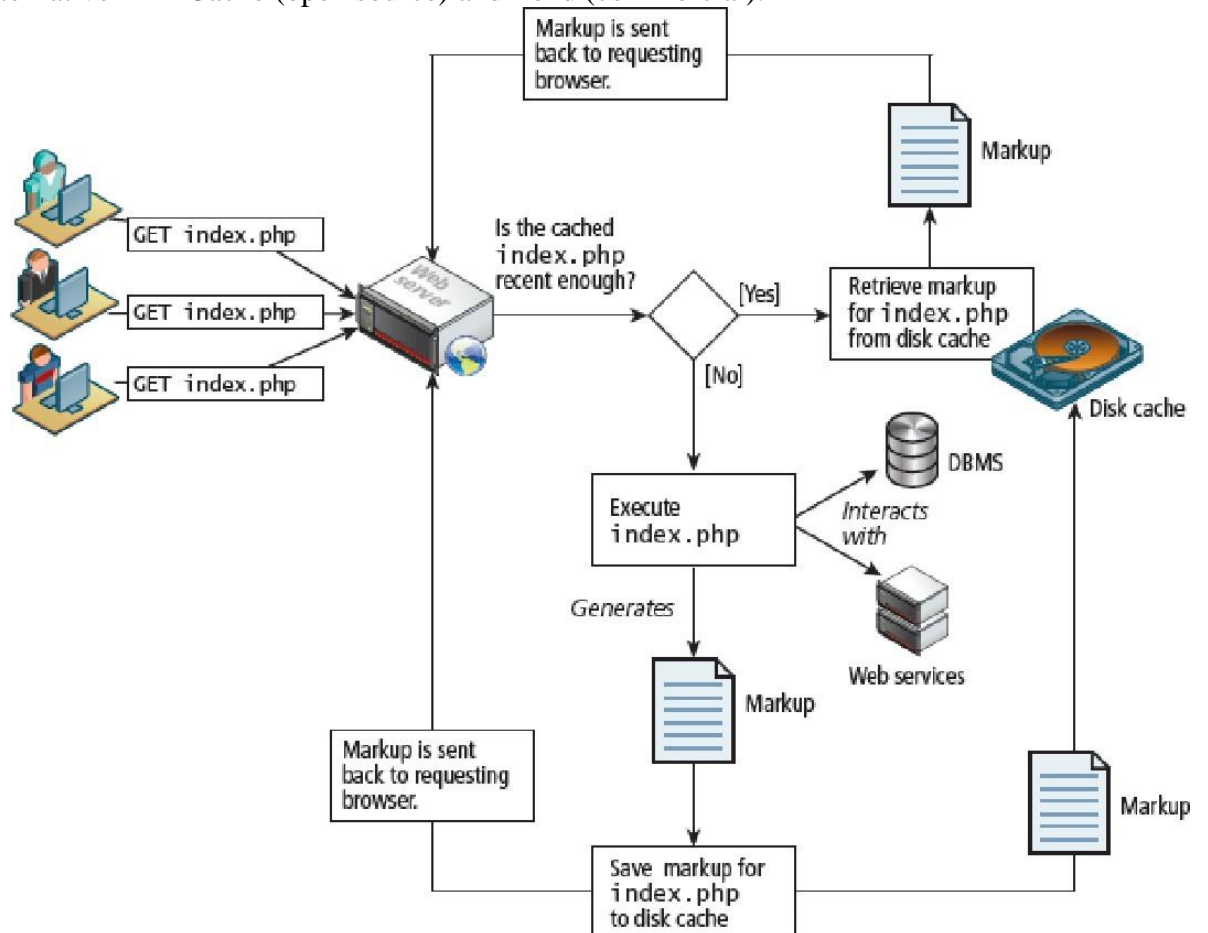 (open source) and
Markup is sent
back to requesting
browser.
Markup
GET index.php
GET index.php
GET index.php
Web
server
Is the cached
index.php
recent enough?
[Yes]
Retrieve markup
for index.php
from disk cache
Disk cache
[No]
DBMS
Execute
index.php
Interacts
with
Web services
Generates
Markup
Markup is sent
back to requesting
browser.
Markup
Save markup for
index.php
to disk cache